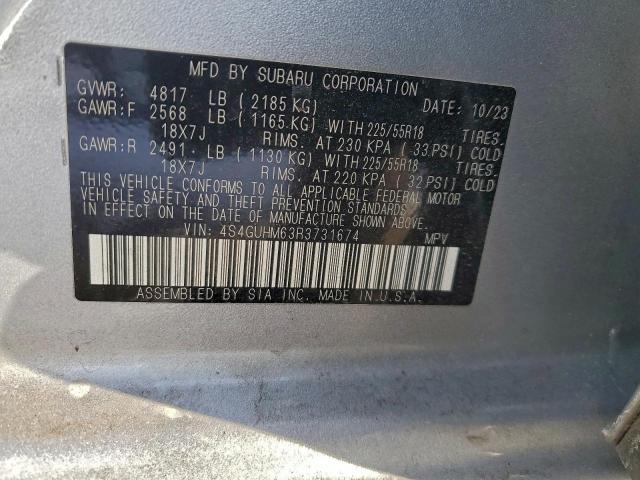 MFD BY SUBARU CORPORATION
GVWR: 4817 LB (2185 KG) DATE: 10/23
GAWR:F 2568 LB (1165 KG) WITH 225/55R18 TIRES.
18X7J RIMS. AT 230 KPA (33 PSI) COLD
GAWR:R 2491 LB (1130 KG) WITH 225/55R18 TIRES.
18X7J RIMS. AT 220 KPA (32 PSI) COLD
THIS VEHICLE CONFORMS TO ALL APPLICABLE FEDERAL MOTOR
VEHICLE SAFETY AND THEFT PREVENTION STANDARDS
IN EFFECT ON THE DATE OF MANUFACTURE SHOWN ABOVE.
VIN: 4S4GUHM63R3731674 MPV
ASSEMBLED BY SIA INC. MADE IN U.S.A.